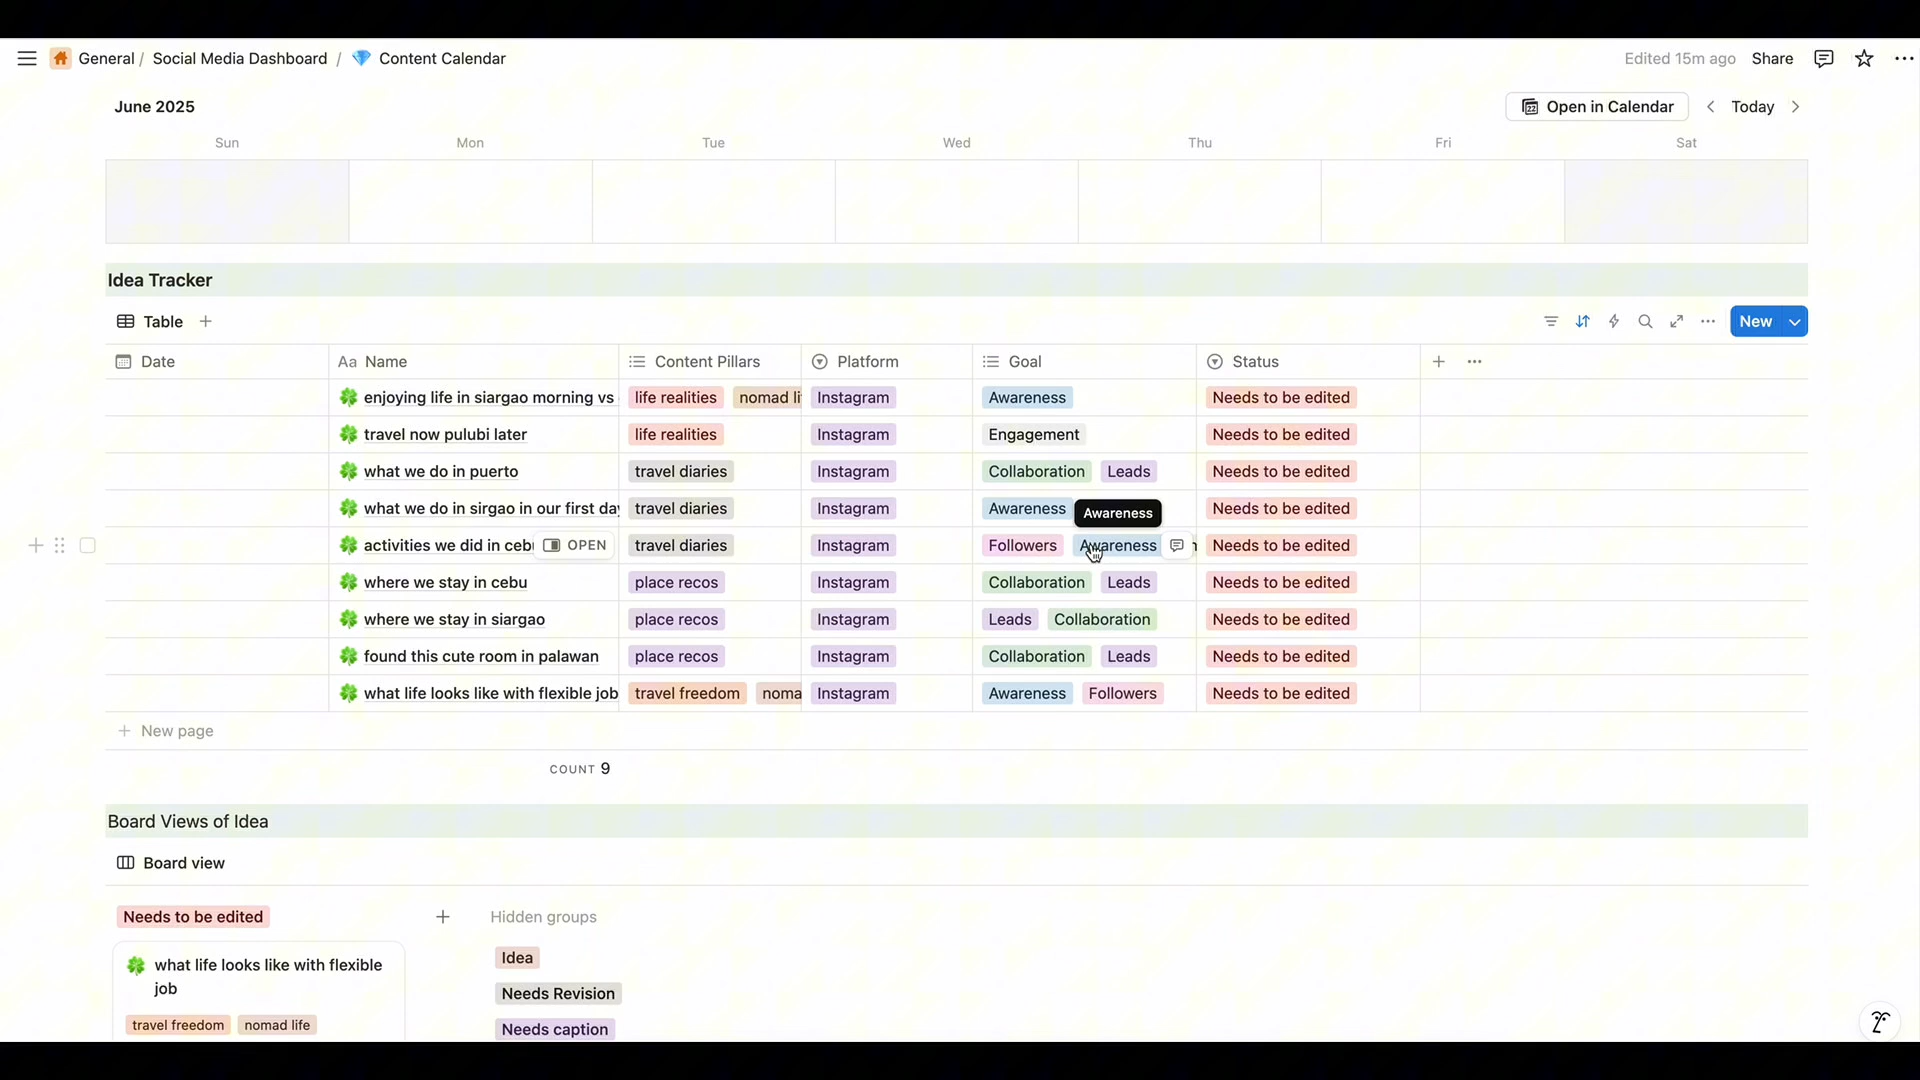 General / Social Media Dashboard / Content Calendar
Edited 15m ago Share
June 2025
Open in Calendar Today
Sun Mon Tue Wed Thu Fri Sat
Idea Tracker
Table
New
Date Aa Name Content Pillars Platform Goal Status
enjoying life in siargao morning vs life realities nomad li Instagram Awareness Needs to be edited
travel now pulubi later life realities Instagram Engagement Needs to be edited
what we do in puerto travel diaries Instagram Collaboration Leads Needs to be edited
what we do in sirgao in our first day travel diaries Instagram Awareness Needs to be edited
Awareness
activities we did in cebu OPEN travel diaries Instagram Followers Awareness Needs to be edited
where we stay in cebu place recos Instagram Collaboration Leads Needs to be edited
where we stay in siargao place recos Instagram Leads Collaboration Needs to be edited
found this cute room in palawan place recos Instagram Collaboration Leads Needs to be edited
what life looks like with flexible job travel freedom noma Instagram Awareness Followers Needs to be edited
+ New page
COUNT 9
Board Views of Idea
Board view
Needs to be edited + Hidden groups
Idea
what life looks like with flexible
job
Needs Revision
travel freedom nomad life
Needs caption